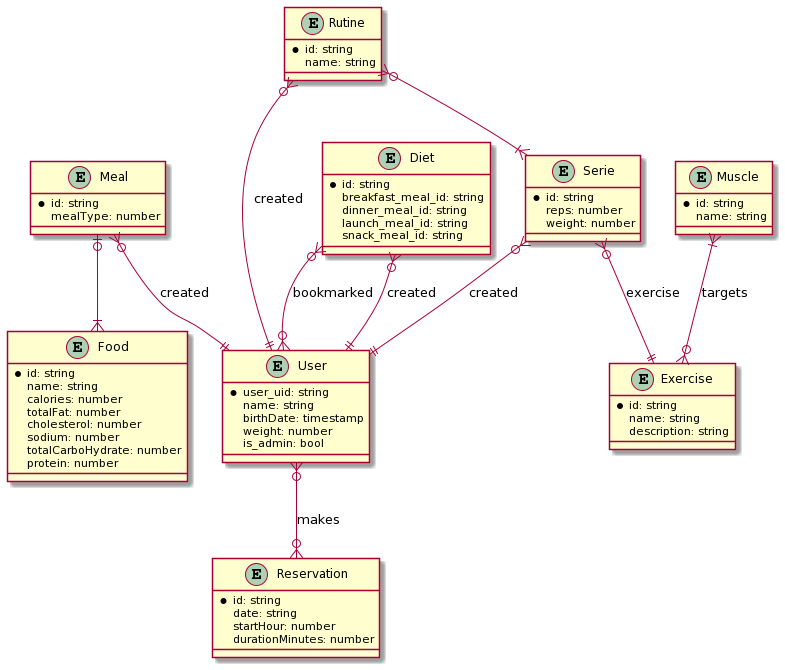 E Rutine
id: string
name: string
E Meal
id: string
mealType: number
E Diet
id: string
breakfast_meal_id: string
dinner_meal_id: string
launch_meal_id: string
snack_meal_id: string
E Serie
id: string
reps: number
weight: number
E Muscle
id: string
name: string
created
created
bookmarked
created
created
exercise
targets
E Food
id: string
name: string
calories: number
totalFat: number
cholesterol: number
sodium: number
totalCarboHydrate: number
protein: number
E User
user_uid: string
name: string
birthDate: timestamp
weight: number
is_admin: bool
E Exercise
id: string
name: string
description: string
makes
E Reservation
id: string
date: string
startHour: number
durationMinutes: number